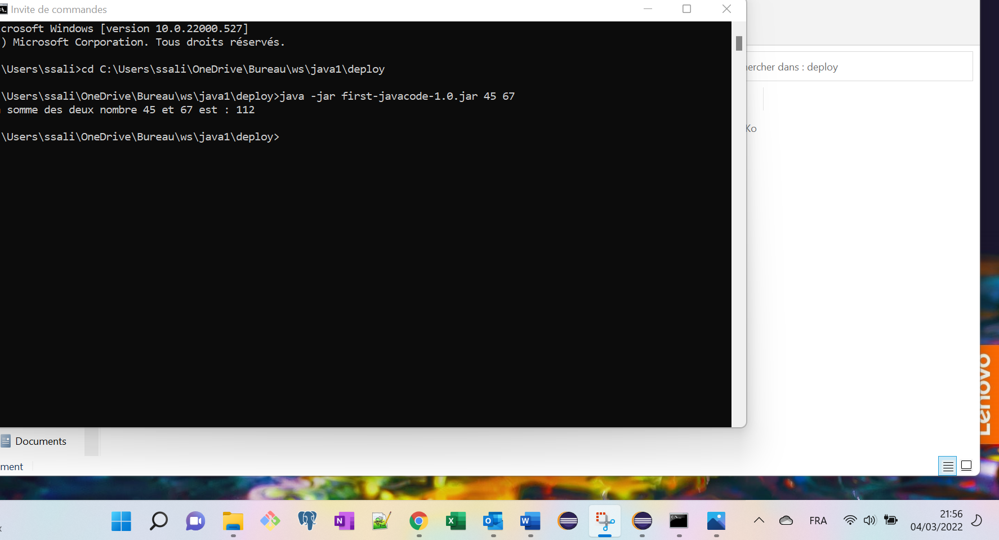 Invite de commandes
crosoft Windows [version 10.0.22000.527]
) Microsoft Corporation. Tous droits réservés.
\Users\ssali>cd C:\Users\ssali\OneDrive\Bureau\ws\java1\deploy
\Users\ssali\OneDrive\Bureau\ws\java1\deploy>java -jar first-javacode-1.0.jar 45 67
somme des deux nombre 45 et 67 est : 112
\Users\ssali\OneDrive\Bureau\ws\java1\deploy>
ercher dans : deploy
Ko
Documents
ment
Lenovo
FRA
21:56
04/03/2022